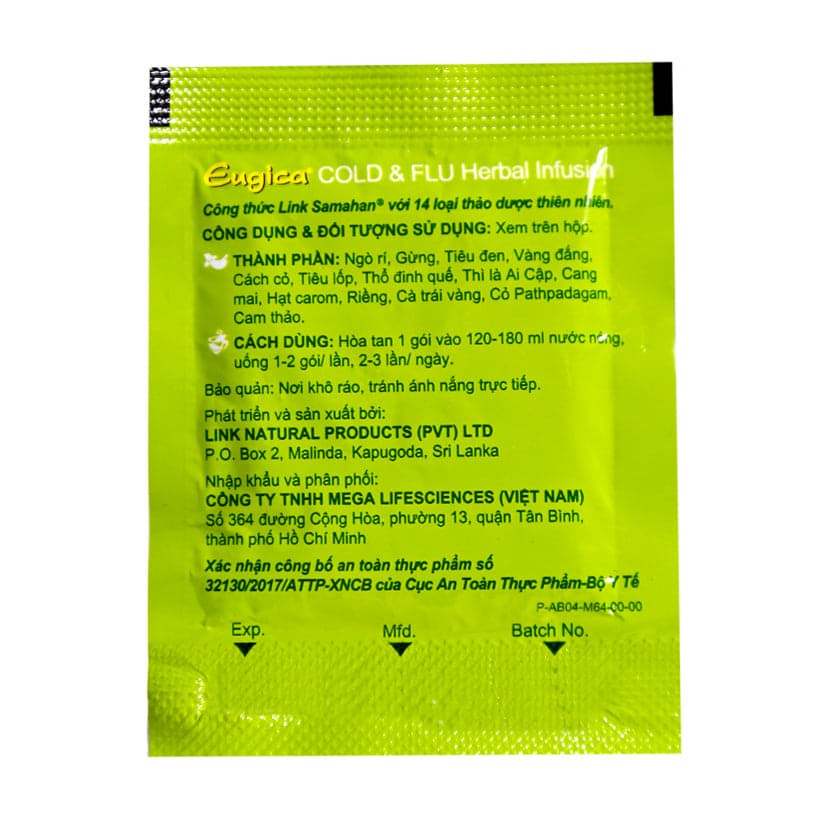 Eugica® COLD & FLU Herbal Infusion
Công thức Link Samahan® với 14 loại thảo dược thiên nhiên.
CÔNG DỤNG & ĐỐI TƯỢNG SỬ DỤNG: Xem trên hộp.
THÀNH PHẦN: Ngò rí, Gừng, Tiêu đen, Vàng đắng,
Cách cỏ, Tiêu lốp, Thổ đinh quế, Thì là Ai Cập, Cang
mai, Hạt carom, Riềng, Cà trái vàng, Cỏ Pathpadagam,
Cam thảo.
CÁCH DÙNG: Hòa tan 1 gói vào 120-180 ml nước nóng,
uống 1-2 gói/ lần, 2-3 lần/ ngày.
Bảo quản: Nơi khô ráo, tránh ánh nắng trực tiếp.
Phát triển và sản xuất bởi:
LINK NATURAL PRODUCTS (PVT) LTD
P.O. Box 2, Malinda, Kapugoda, Sri Lanka
Nhập khẩu và phân phối:
CÔNG TY TNHH MEGA LIFESCIENCES (VIỆT NAM)
Số 364 đường Cộng Hòa, phường 13, quận Tân Bình,
thành phố Hồ Chí Minh
Xác nhận công bố an toàn thực phẩm số
32130/2017/ATTP-XNCB của Cục An Toàn Thực Phẩm-Bộ Y Tế
P-AB04-M64-00-00
Exp. Mfd. Batch No.